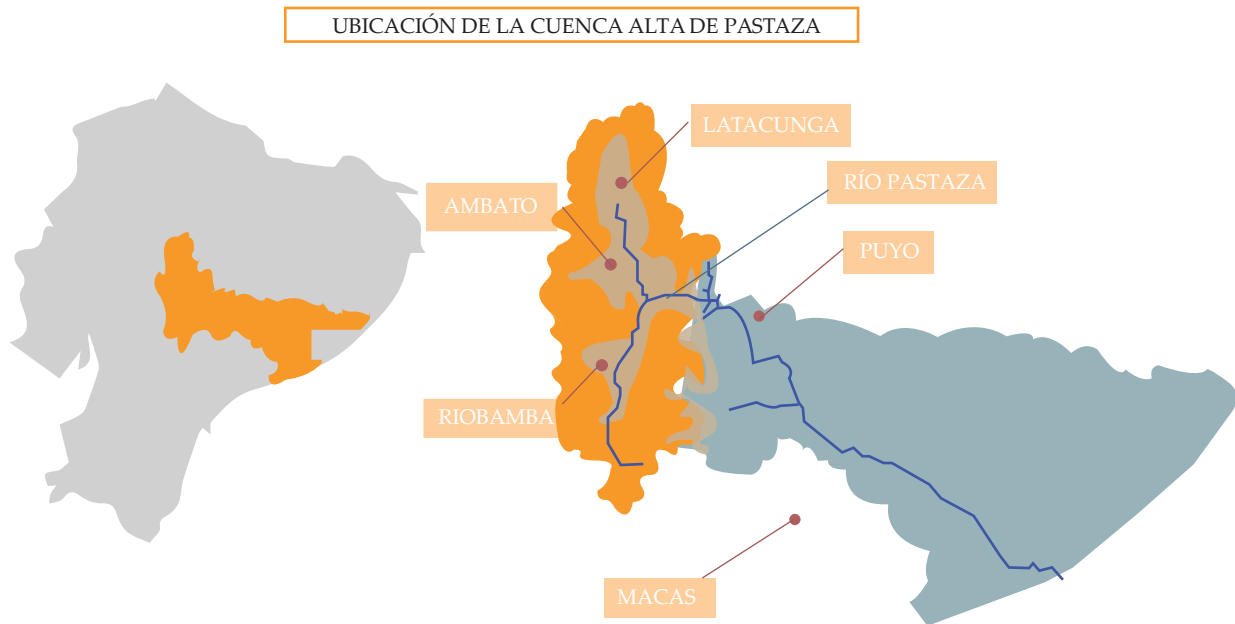 UBICACIÓN DE LA CUENCA ALTA DE PASTAZA
LATACUNGA
RÍO PASTAZA
AMBATO
PUYO
RIOBAMBA
MACAS